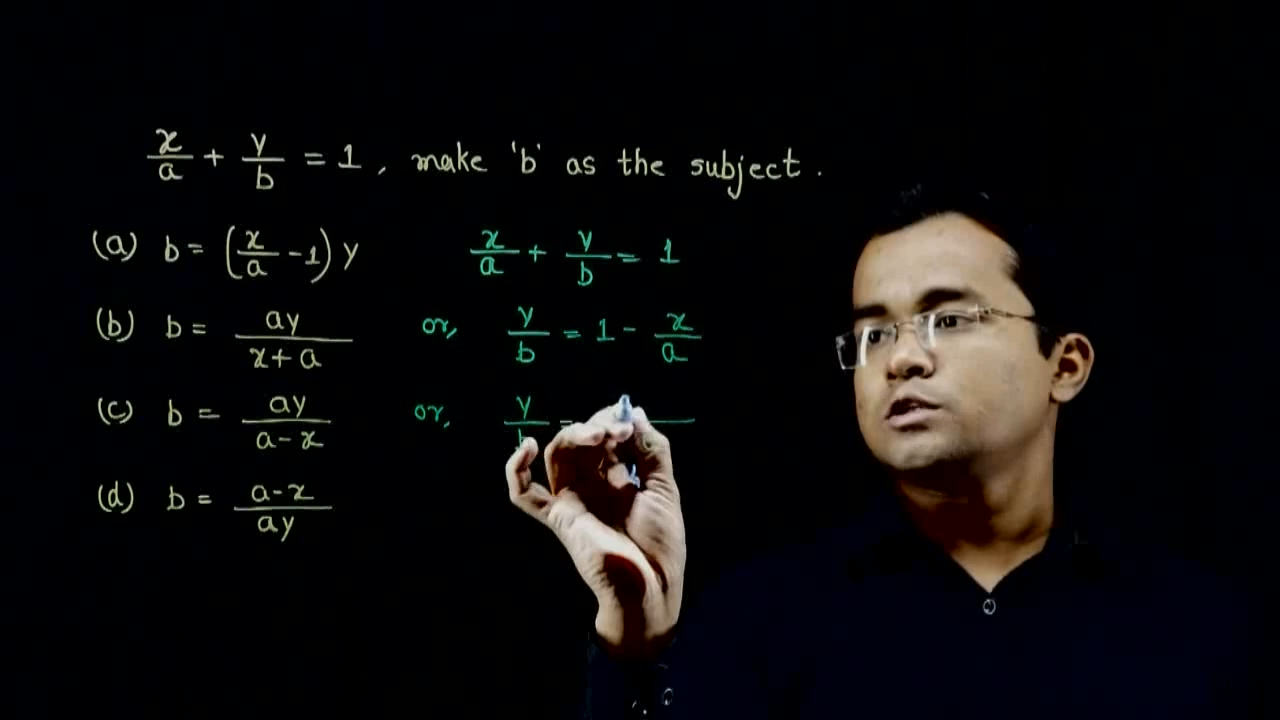 x/a + y/b = 1, make 'b' as the subject.
(a) b = (x/a - 1) y
(b) b = ay/(x + a)
(c) b = ay/(a - x)
(d) b = (a - x)/ay
x/a + y/b = 1
or, y/b = 1 - x/a
or, y/b =